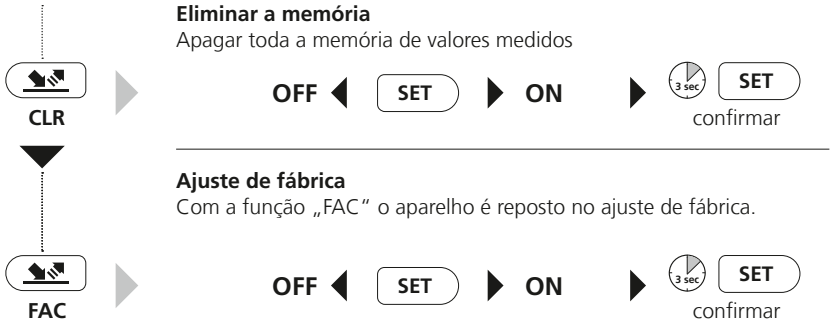 Eliminar a memória
Apagar toda a memória de valores medidos
CLR
OFF SET ON 3 sec SET
confirmar
Ajuste de fábrica
Com a função „FAC“ o aparelho é reposto no ajuste de fábrica.
FAC
OFF SET ON 3 sec SET
confirmar